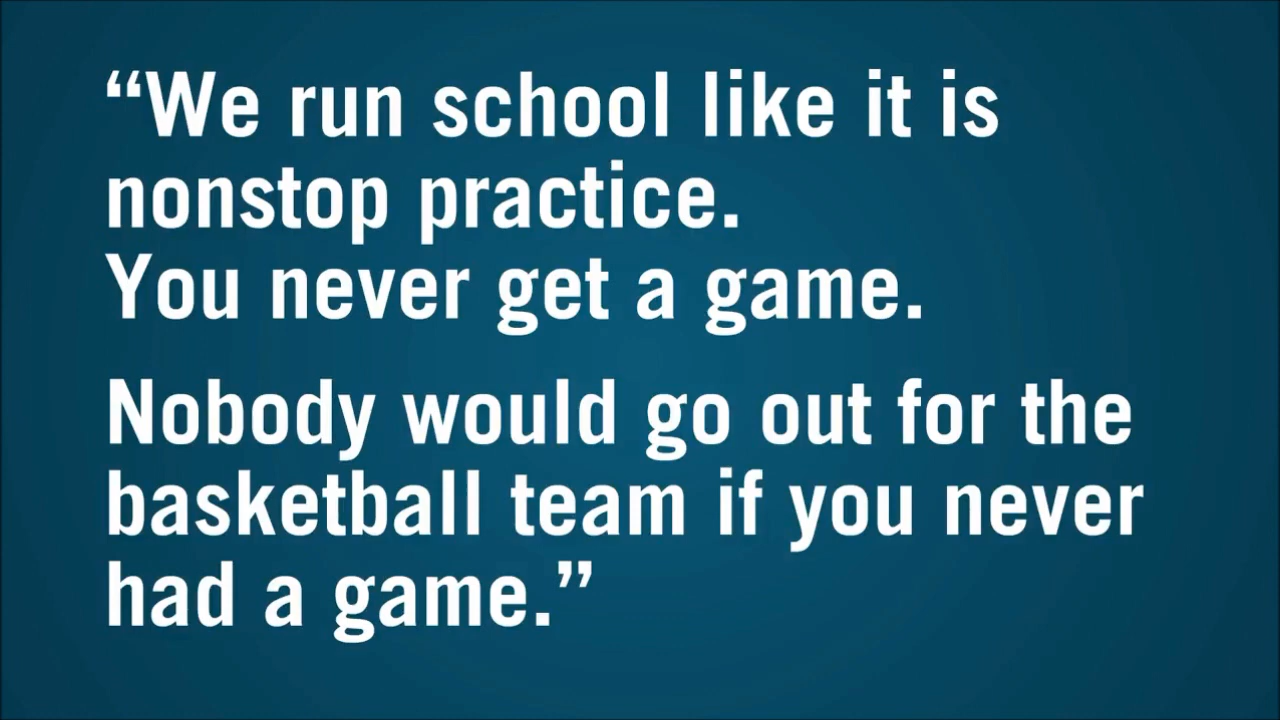 “We run school like it is
nonstop practice.
You never get a game.
Nobody would go out for the
basketball team if you never
had a game.”